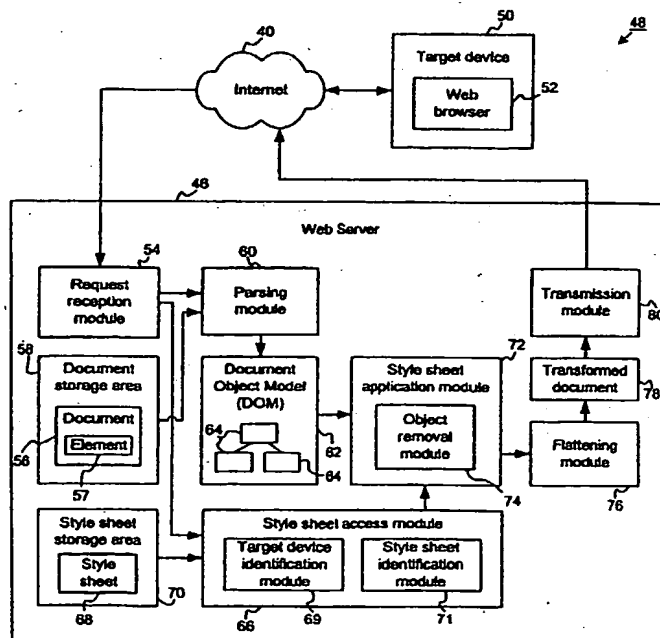 50
48
40
Target device
Internet
Web
browser
52
46
Web Server
54
60
Request
reception
module
Parsing
module
Transmission
module
80
58
Document
storage area
Document
Element
56
57
Document
Object Model
(DOM)
64
64
62
72
Style sheet
application module
Object
removal
module
74
Transformed
document
78
Flattening
module
76
Style sheet
storage area
Style
sheet
68
70
Style sheet access module
Target device
identification
module
Style sheet
identification
module
66
69
71